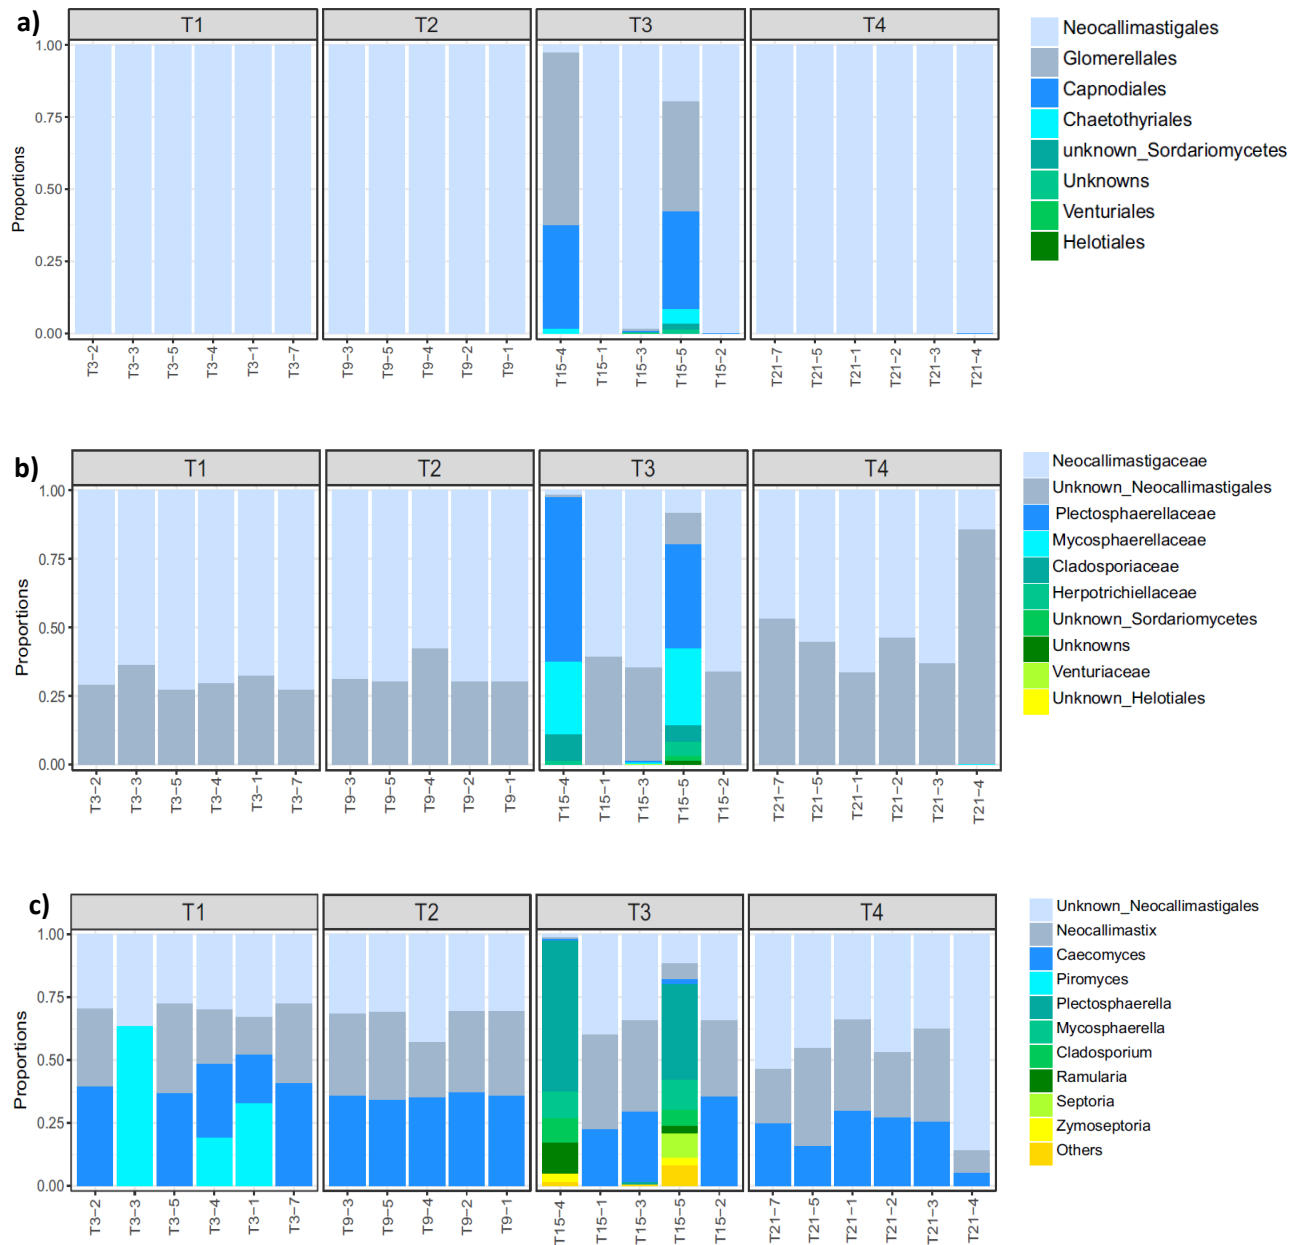 a)
T1 T2 T3 T4
Proportions
1.00
0.75
0.50
0.25
0.00
T3-2 T3-3 T3-5 T3-4 T3-1 T3-7 T9-3 T9-5 T9-4 T9-2 T9-1 T15-4 T15-1 T15-3 T15-5 T15-2 T21-7 T21-5 T21-1 T21-2 T21-3 T21-4
Neocallimastigales
Glomerellales
Capnodiales
Chaetothyriales
unknown_Sordariomycetes
Unknowns
Venturiales
Helotiales
b)
T1 T2 T3 T4
Proportions
1.00
0.75
0.50
0.25
0.00
T3-2 T3-3 T3-5 T3-4 T3-1 T3-7 T9-3 T9-5 T9-4 T9-2 T9-1 T15-4 T15-1 T15-3 T15-5 T15-2 T21-7 T21-5 T21-1 T21-2 T21-3 T21-4
Neocallimastigaceae
Unknown_Neocallimastigales
Plectosphaerellaceae
Mycosphaerellaceae
Cladosporiaceae
Herpotrichiellaceae
Unknown_Sordariomycetes
Unknowns
Venturiaceae
Unknown_Helotiales
c)
T1 T2 T3 T4
Proportions
1.00
0.75
0.50
0.25
0.00
T3-2 T3-3 T3-5 T3-4 T3-1 T3-7 T9-3 T9-5 T9-4 T9-2 T9-1 T15-4 T15-1 T15-3 T15-5 T15-2 T21-7 T21-5 T21-1 T21-2 T21-3 T21-4
Unknown_Neocallimastigales
Neocallimastix
Caecomyces
Piromyces
Plectosphaerella
Mycosphaerella
Cladosporium
Ramularia
Septoria
Zymoseptoria
Others